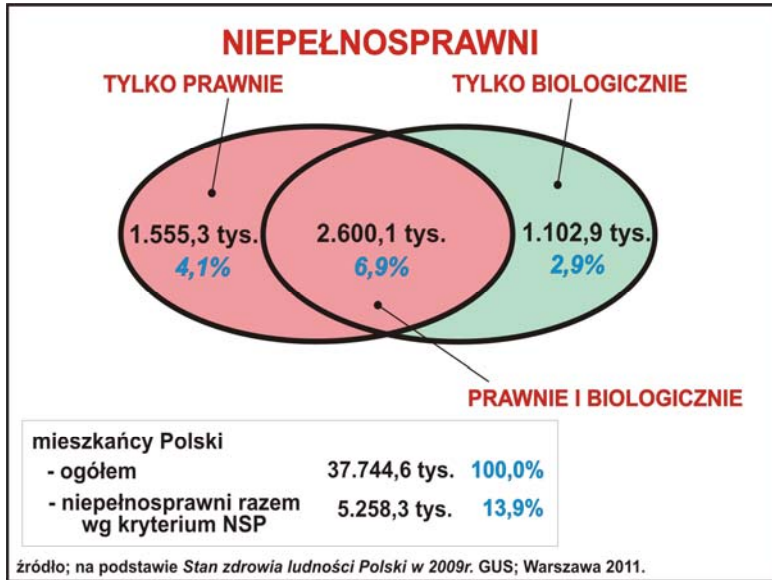 NIEPEŁNOSPRAWNI
TYLKO PRAWNIE
TYLKO BIOLOGICZNIE
1.555,3 tys.
4,1%
2.600,1 tys.
6,9%
1.102,9 tys.
2,9%
PRAWNIE I BIOLOGICZNIE
mieszkańcy Polski
- ogółem 37.744,6 tys. 100,0%
- niepełnosprawni razem 5.258,3 tys. 13,9%
wg kryterium NSP
źródło; na podstawie Stan zdrowia ludności Polski w 2009r. GUS; Warszawa 2011.